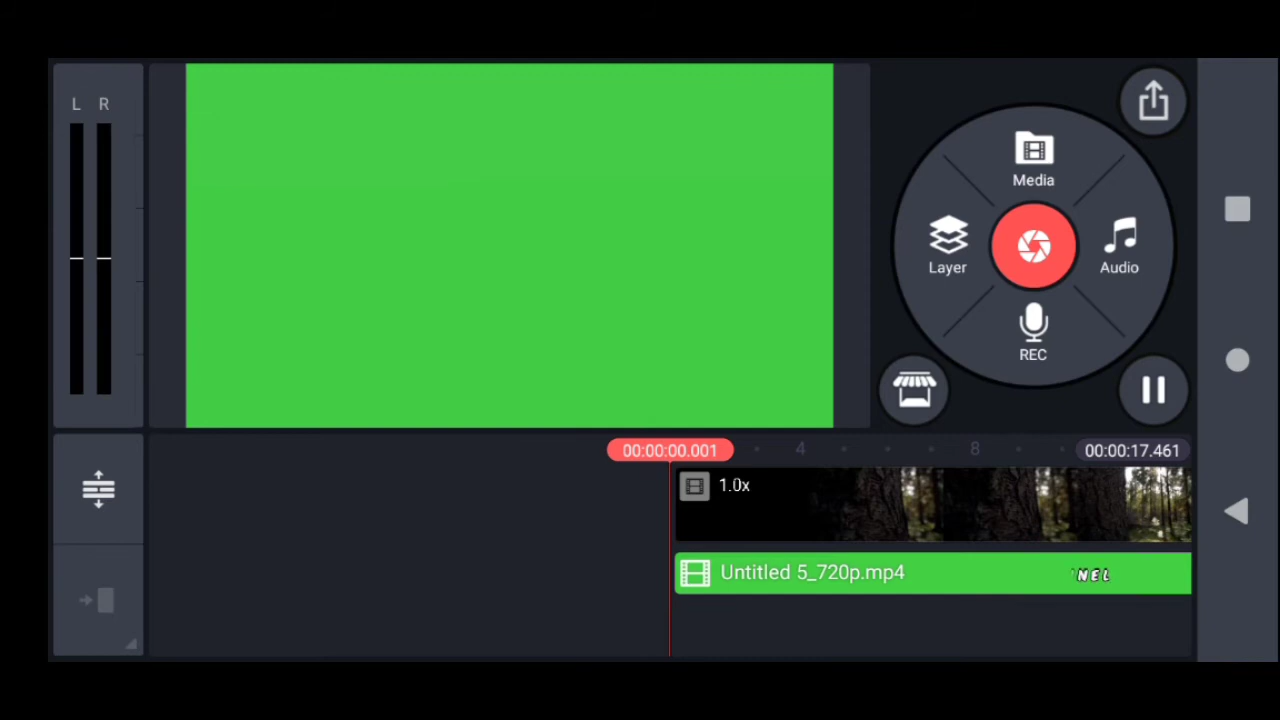 L R
Media
Layer
Audio
REC
00:00:00.001
4
8
00:00:17.461
1.0x
Untitled 5_720p.mp4
NEL